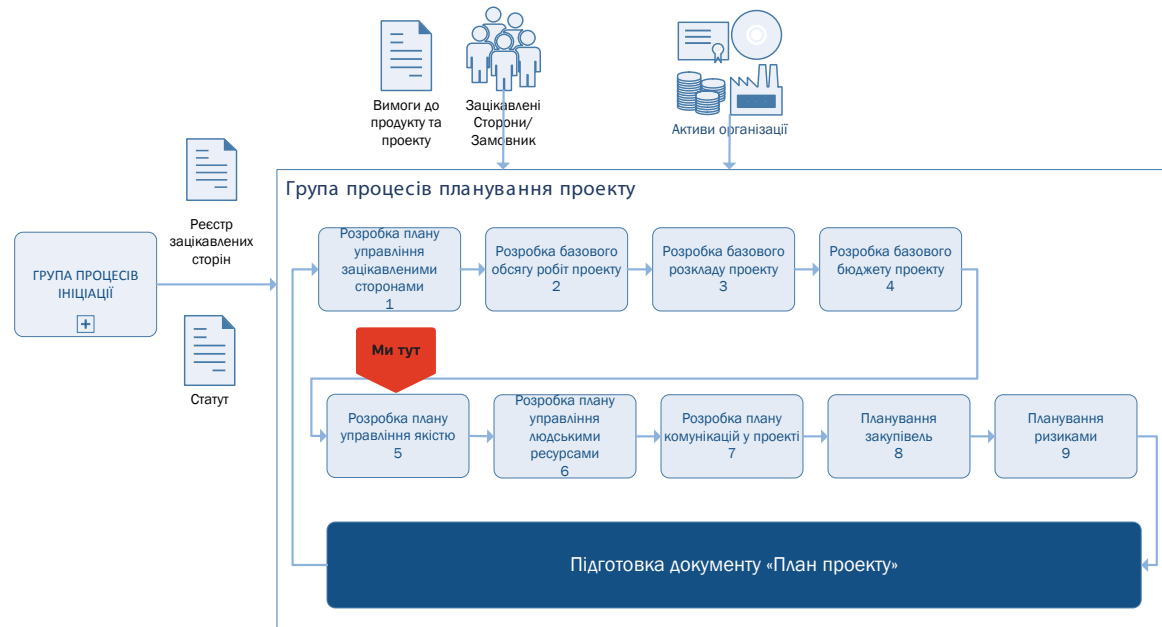 Вимоги до
продукту та
проекту
Зацікавлені
Сторони/
Замовник
Активи організації
Реєстр
зацікавлених
сторін
ГРУПА ПРОЦЕСІВ
ІНІЦІАЦІЇ
+
Статут
Група процесів планування проекту
Розробка плану
управління
зацікавленими
сторонами
1
Розробка базового
обсягу робіт проекту
2
Розробка базового
розкладу проекту
3
Розробка базового
бюджету проекту
4
Ми тут
Розробка плану
управління якістю
5
Розробка плану
управління
людськими
ресурсами
6
Розробка плану
комунікацій у проекті
7
Планування
закупівель
8
Планування
ризиками
9
Підготовка документу «План проекту»